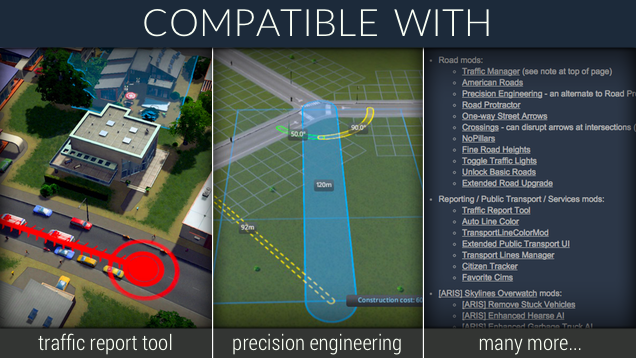 COMPATIBLE WITH
50.0°
90.0°
120m
92m
Construction cost: 60
Road mods:
Traffic Manager (see note at top of page)
American Roads
Precision Engineering - an alternate to Road Pr
Road Protractor
One-way Street Arrows
Crossings - can disrupt arrows at intersections (
NoPillars
Fine Road Heights
Toggle Traffic Lights
Unlock Basic Roads
Extended Road Upgrade
Reporting / Public Transport / Services mods:
Traffic Report Tool
Auto Line Color
TransportLineColorMod
Extended Public Transport UI
Transport Lines Manager
Citizen Tracker
Favorite Cims
[ARIS] Skylines Overwatch mods:
[ARIS] Remove Stuck Vehicles
[ARIS] Enhanced Hearse AI
[ARIS] Enhanced Garbage Truck AI
traffic report tool
precision engineering
many more...